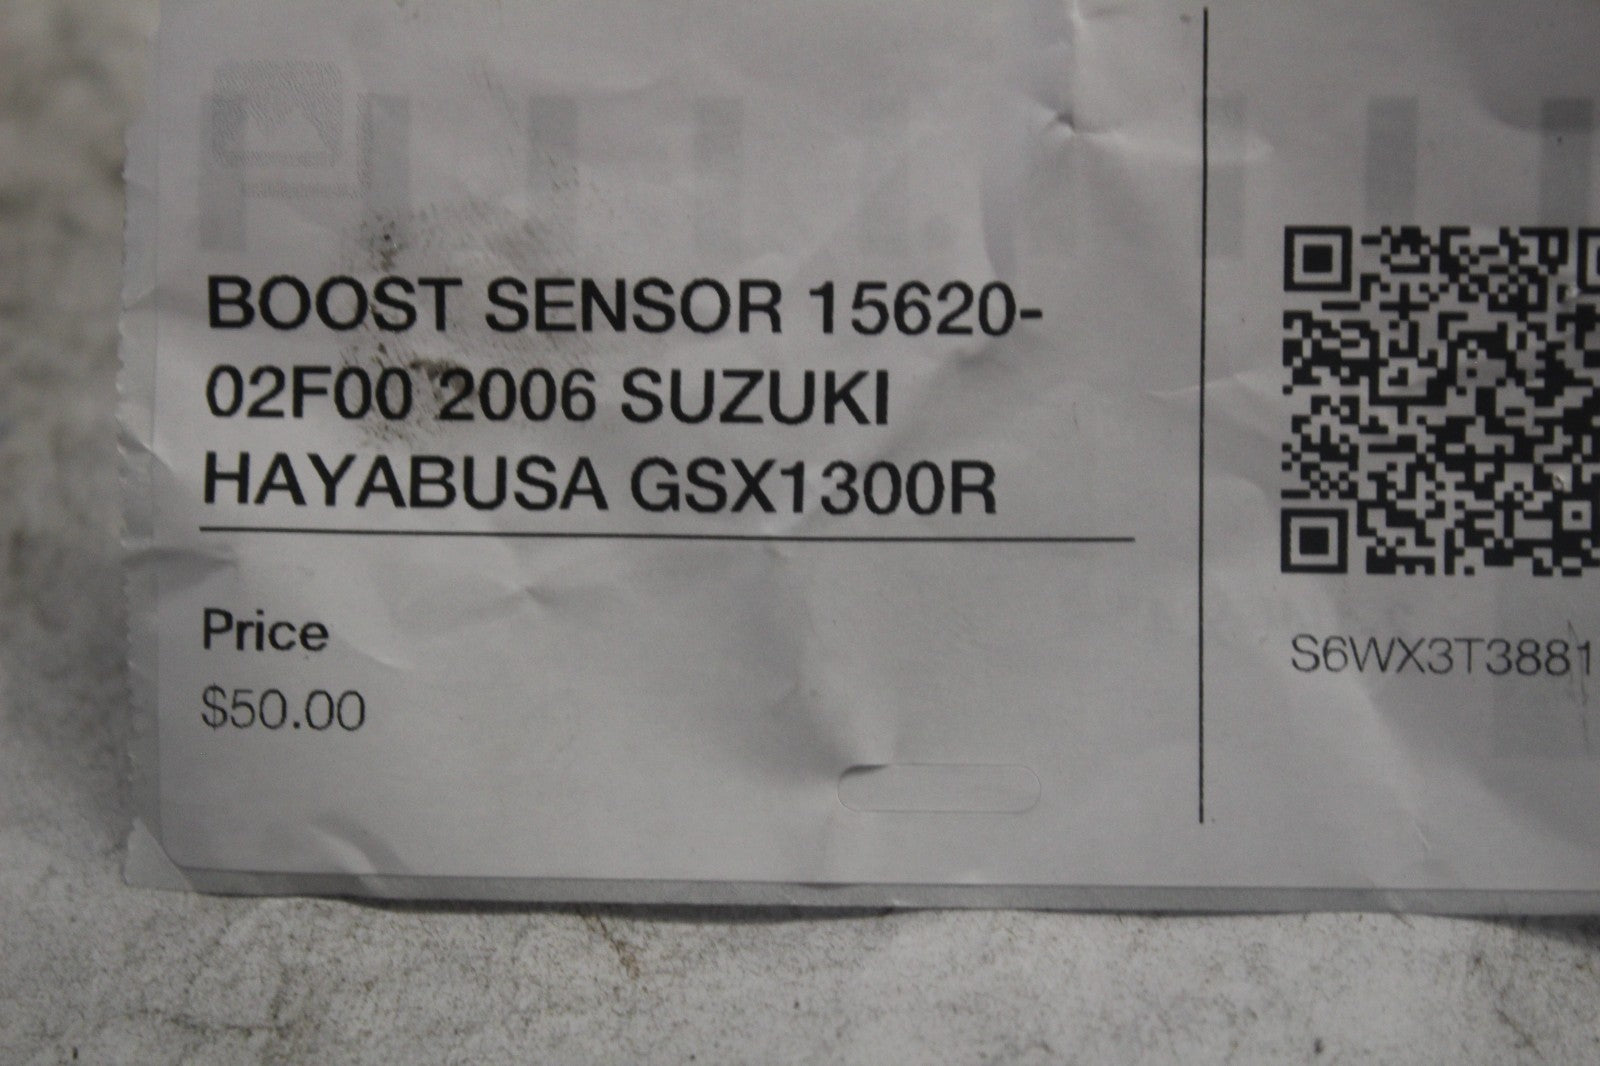 BOOST SENSOR 15620-
02F00 2006 SUZUKI
HAYABUSA GSX1300R
Price
$50.00
S6WX3T3881